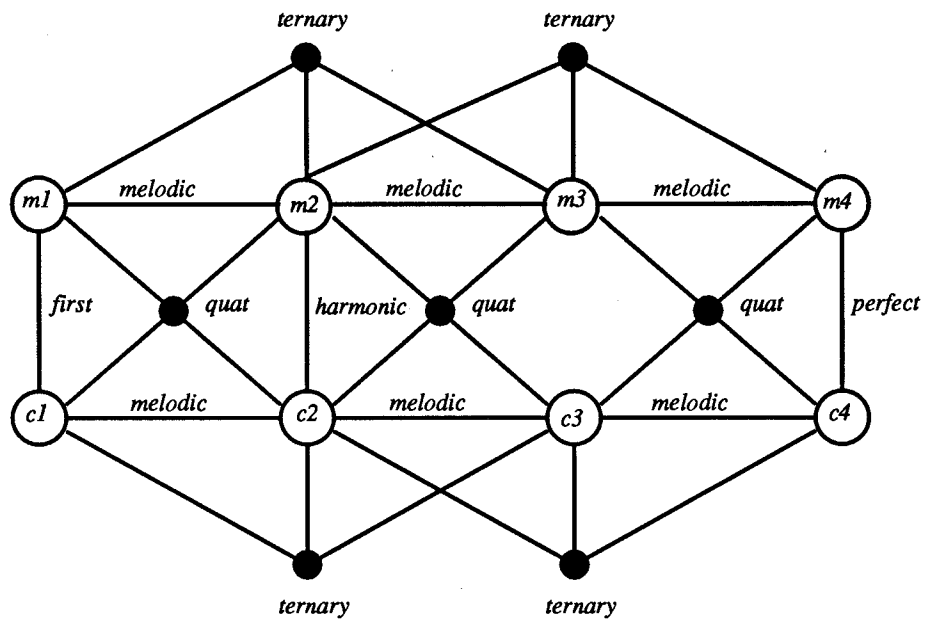 ternary ternary
m1 melodic m2 melodic m3 melodic m4
first quat harmonic quat quat perfect
c1 melodic c2 melodic c3 melodic c4
ternary ternary